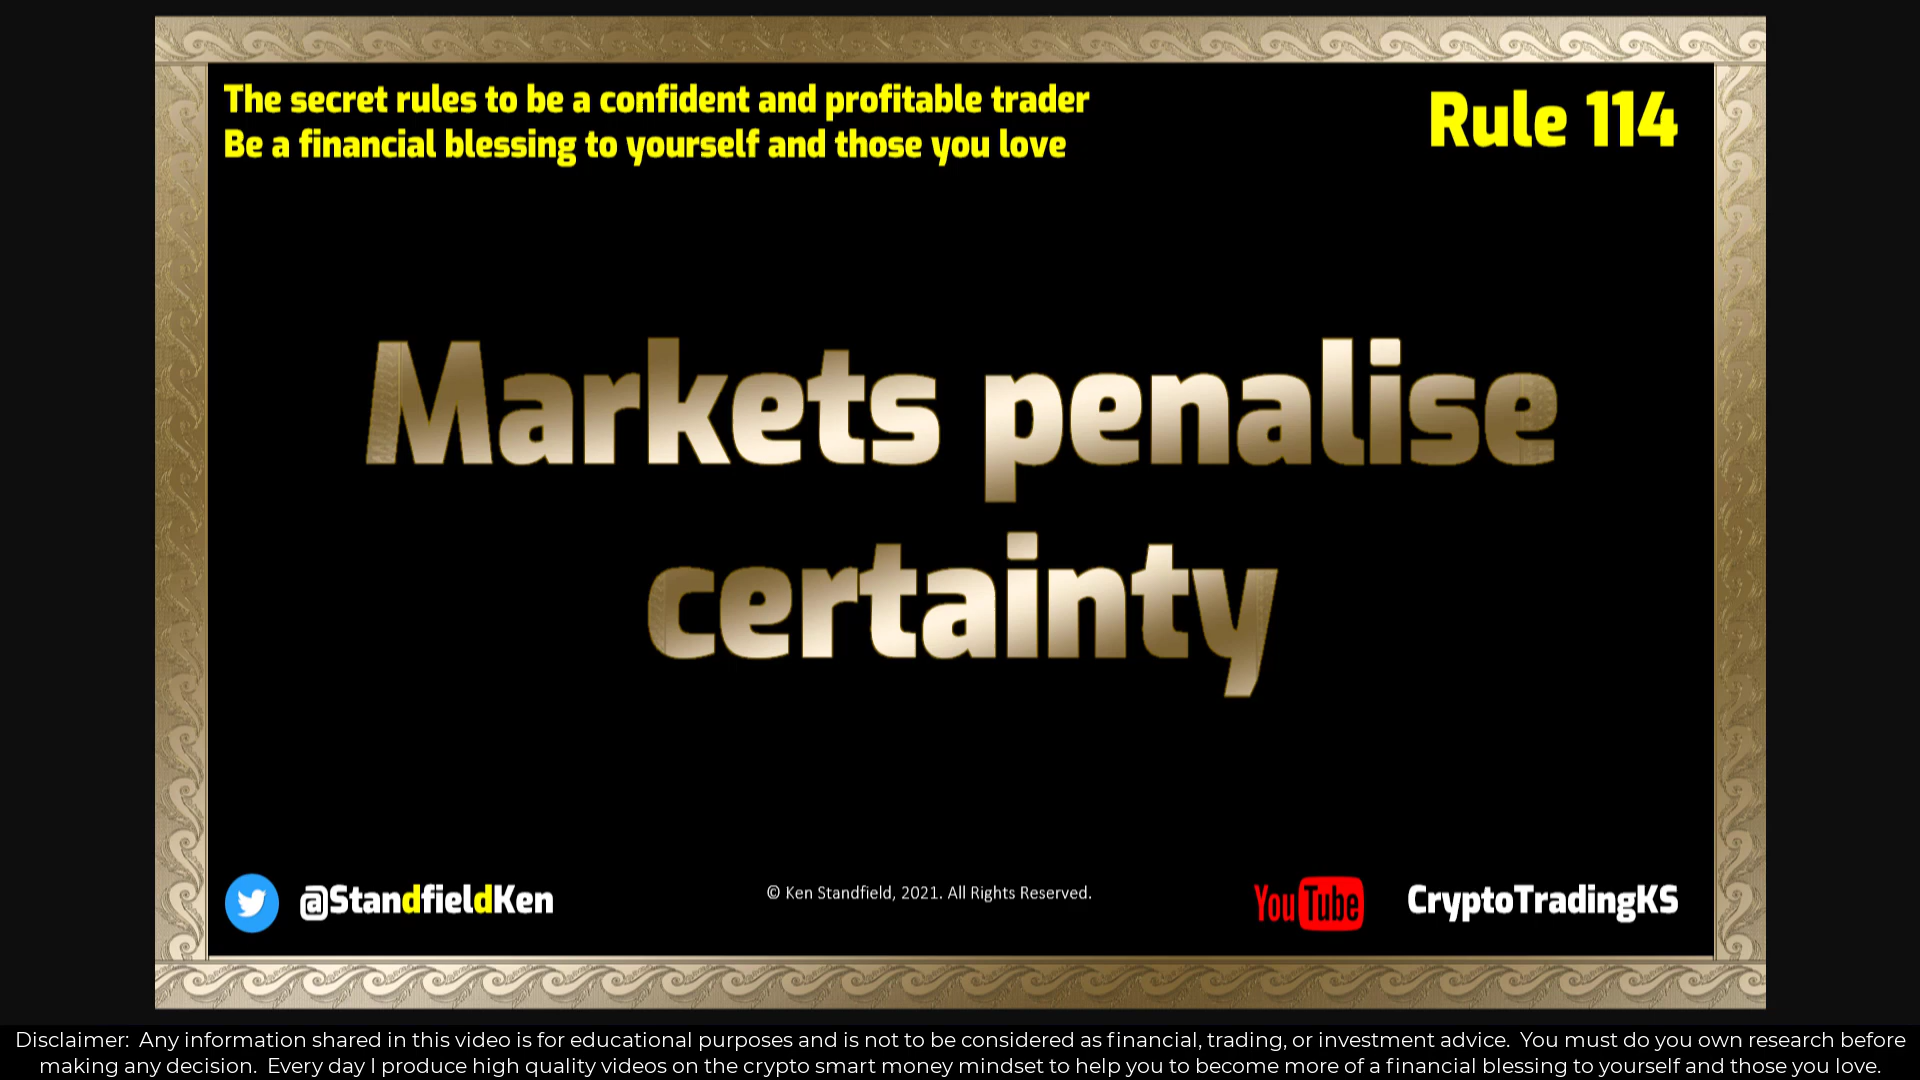 The secret rules to be a confident and profitable trader
Be a financial blessing to yourself and those you love
Rule 114
Markets penalise
certainty
@StandfieldKen
© Ken Standfield, 2021. All Rights Reserved.
YouTube
CryptoTradingKS
Disclaimer: Any information shared in this video is for educational purposes and is not to be considered as financial, trading, or investment advice. You must do you own research before
making any decision. Every day I produce high quality videos on the crypto smart money mindset to help you to become more of a financial blessing to yourself and those you love.